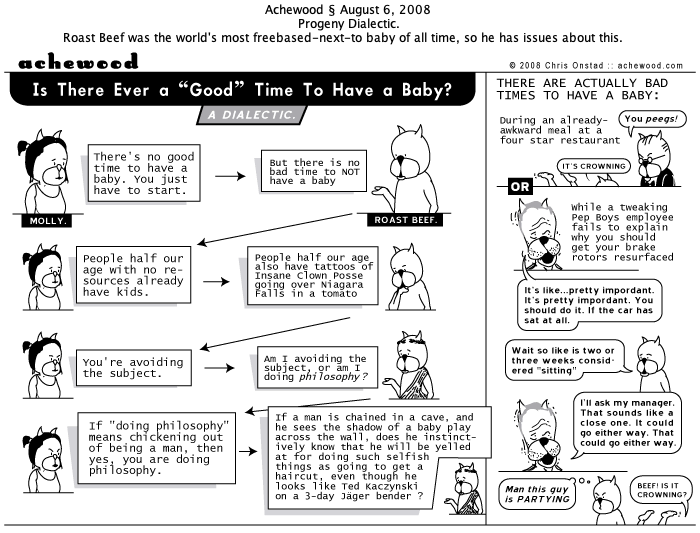 Achewood § August 6, 2008
Progeny Dialectic.
Roast Beef was the world's most freebased-next-to baby of all time, so he has issues about this.
achewood
© 2008 Chris Onstad :: achewood.com
Is There Ever a “Good” Time To Have a Baby?
A DIALECTIC.
There's no good
time to have a
baby. You just
have to start.
But there is no
bad time to NOT
have a baby
MOLLY.
ROAST BEEF.
People half our
age with no re-
sources already
have kids.
People half our age
also have tattoos of
Insane Clown Posse
going over Niagara
Falls in a tomato
You're avoiding
the subject.
Am I avoiding the
subject, or am I
doing philosophy?
If "doing philosophy"
means chickening out
of being a man, then
yes, you are doing
philosophy.
If a man is chained in a cave, and
he sees the shadow of a baby play
across the wall, does he instinct-
ively know that he will be yelled
at for doing such selfish
things as going to get a
haircut, even though he
looks like Ted Kaczynski
on a 3-day Jäger bender ?
THERE ARE ACTUALLY BAD
TIMES TO HAVE A BABY:
During an already-
awkward meal at a
four star restaurant
You peegs!
IT'S CROWNING
OR
While a tweaking
Pep Boys employee
fails to explain
why you should
get your brake
rotors resurfaced
It's like...pretty impordant.
It's pretty impordant. You
should do it. If the car has
sat at all.
Wait so like is two or
three weeks consid-
ered "sitting"
I'll ask my manager.
That sounds like a
close one. It could
go either way. That
could go either way.
Man this guy
is PARTYING
BEEF! IS IT
CROWNING?